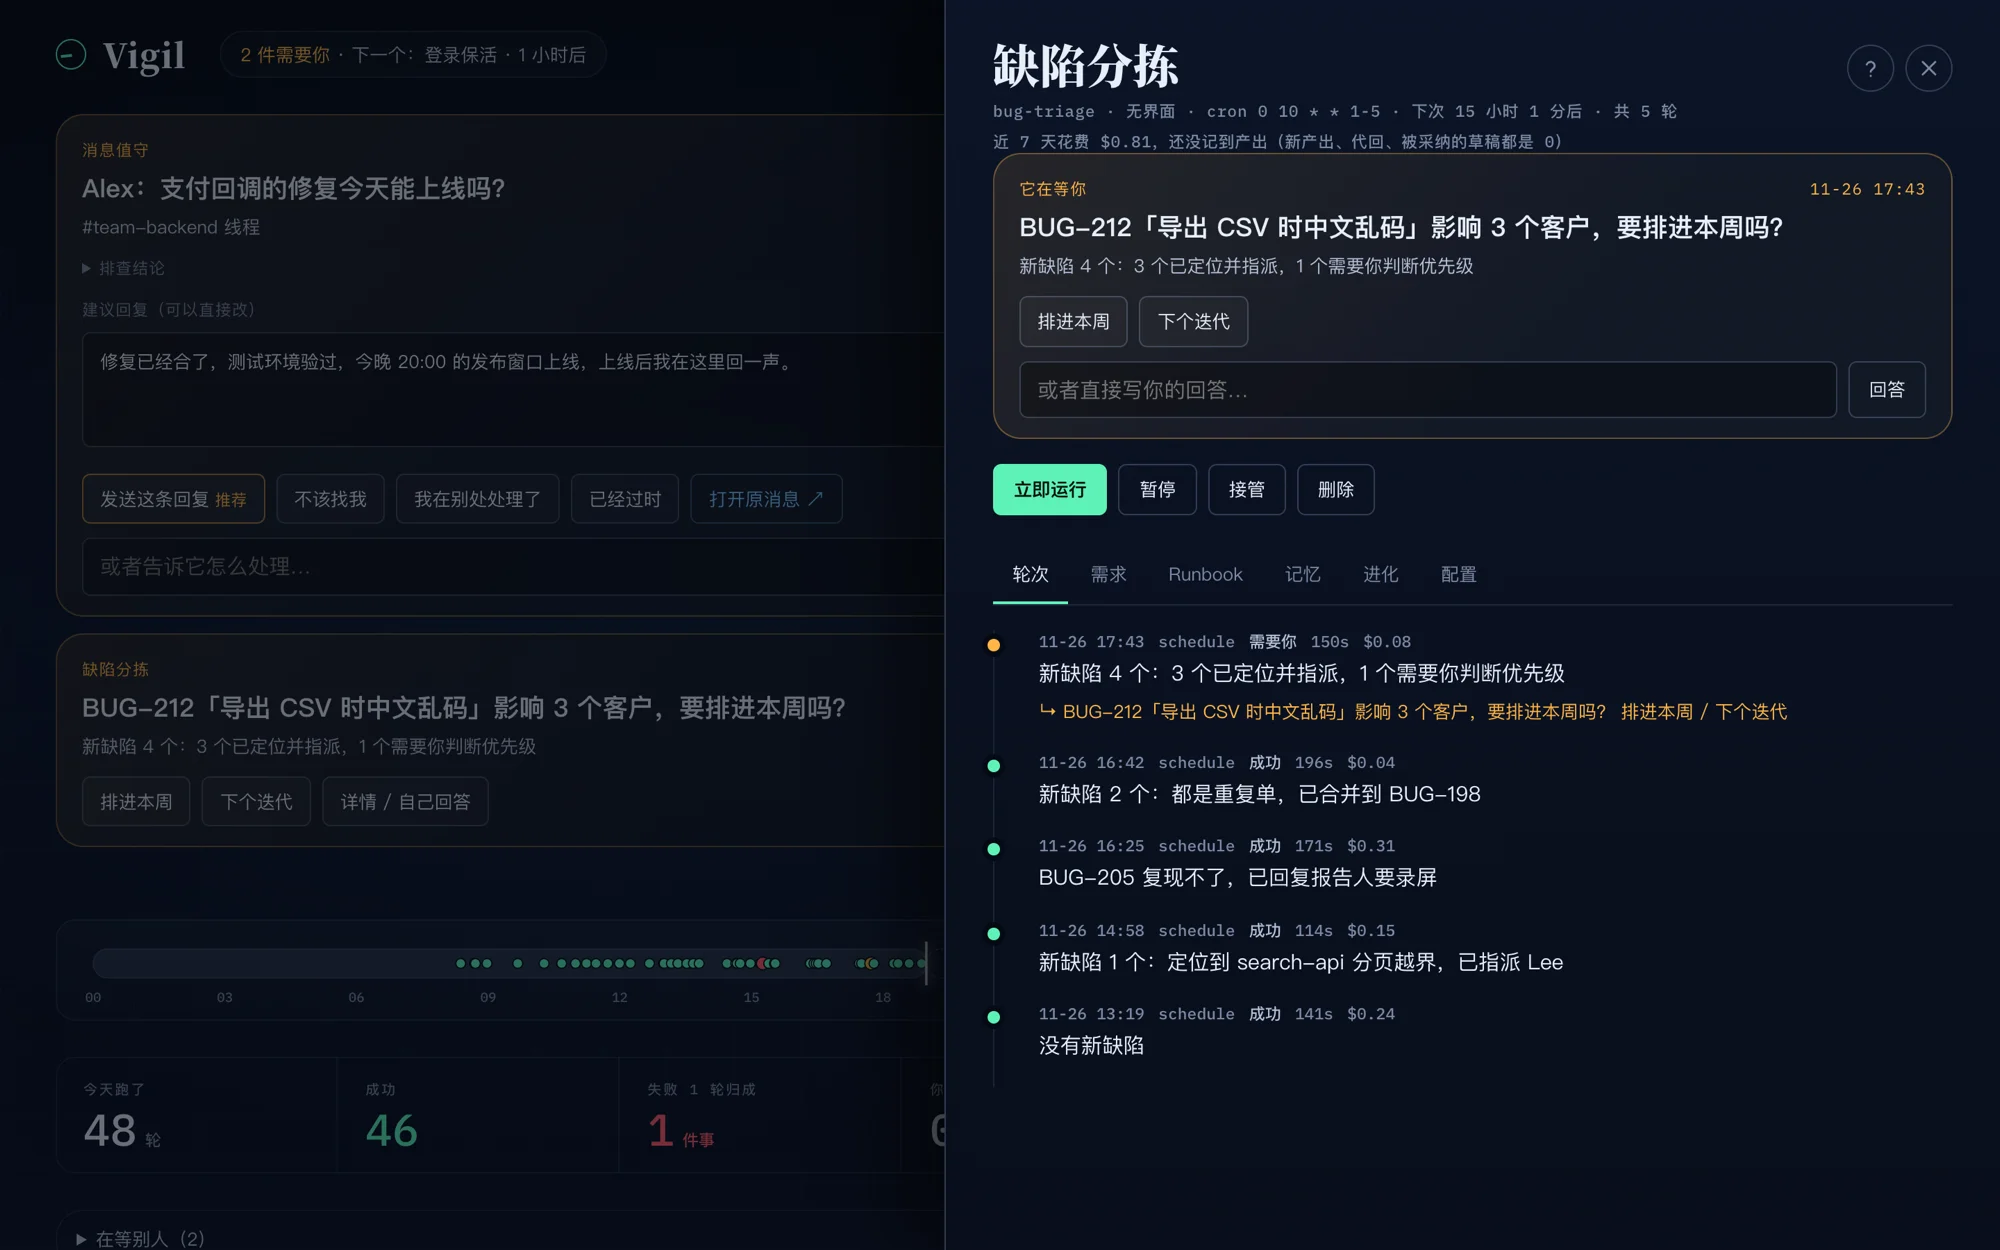 Vigil
2 件需要你 · 下一个：登录保活 · 1 小时后
消息值守
Alex：支付回调的修复今天能上线吗？
#team-backend 线程
▶ 排查结论
建议回复（可以直接改）
修复已经合了，测试环境验过，今晚 20:00 的发布窗口上线，上线后我在这里回一声。
发送这条回复 推荐
不该找我
我在别处处理了
已经过时
打开原消息 ↗
或者告诉它怎么处理…
缺陷分拣
BUG-212「导出 CSV 时中文乱码」影响 3 个客户，要排进本周吗？
新缺陷 4 个：3 个已定位并指派，1 个需要你判断优先级
排进本周
下个迭代
详情 / 自己回答
00 03 06 09 12 15 18
今天跑了
48 轮
成功
46
失败 1 轮归成
1 件事
你
▶ 在等别人（2）
缺陷分拣
?
bug-triage · 无界面 · cron 0 10 * * 1-5 · 下次 15 小时 1 分后 · 共 5 轮
近 7 天花费 $0.81，还没记到产出（新产出、代回、被采纳的草稿都是 0）
它在等你
11-26 17:43
BUG-212「导出 CSV 时中文乱码」影响 3 个客户，要排进本周吗？
新缺陷 4 个：3 个已定位并指派，1 个需要你判断优先级
排进本周
下个迭代
或者直接写你的回答…
回答
立即运行
暂停
接管
删除
轮次
需求
Runbook
记忆
进化
配置
11-26 17:43 schedule 需要你 150s $0.08
新缺陷 4 个：3 个已定位并指派，1 个需要你判断优先级
↪ BUG-212「导出 CSV 时中文乱码」影响 3 个客户，要排进本周吗？ 排进本周 / 下个迭代
11-26 16:42 schedule 成功 196s $0.04
新缺陷 2 个：都是重复单，已合并到 BUG-198
11-26 16:25 schedule 成功 171s $0.31
BUG-205 复现不了，已回复报告人要录屏
11-26 14:58 schedule 成功 114s $0.15
新缺陷 1 个：定位到 search-api 分页越界，已指派 Lee
11-26 13:19 schedule 成功 141s $0.24
没有新缺陷